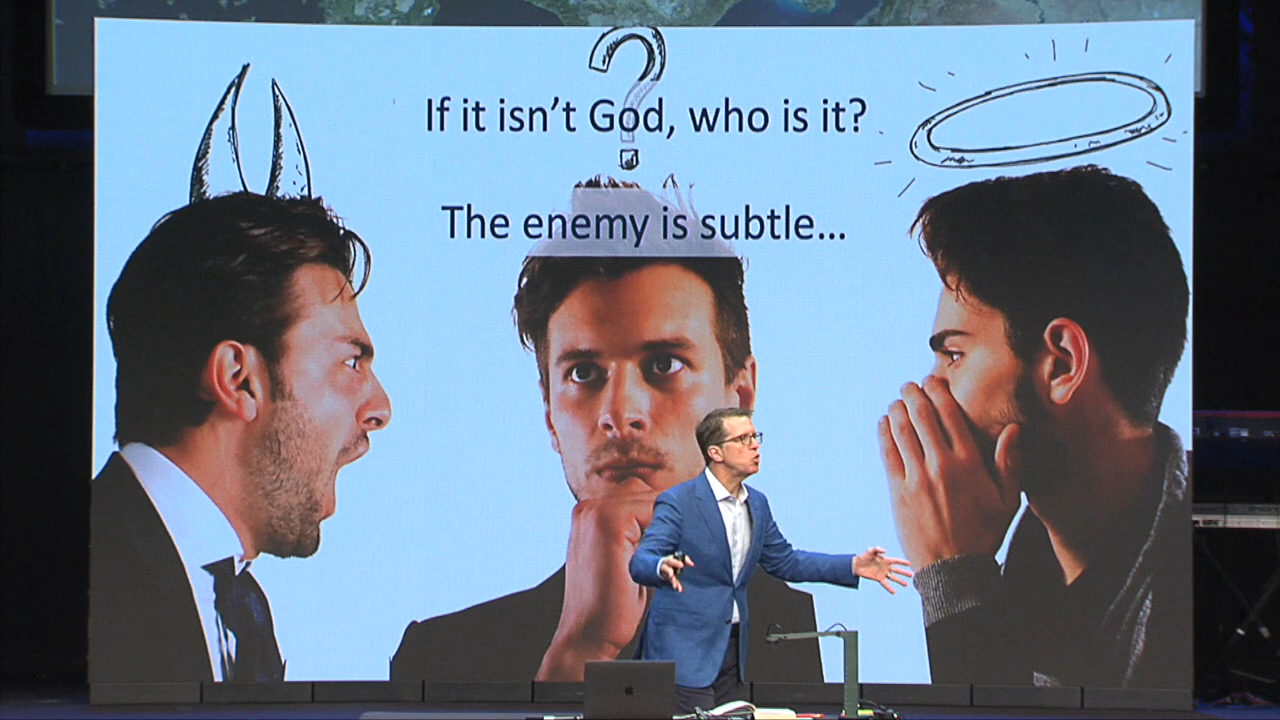 If it isn’t God, who is it?
The enemy is subtle...